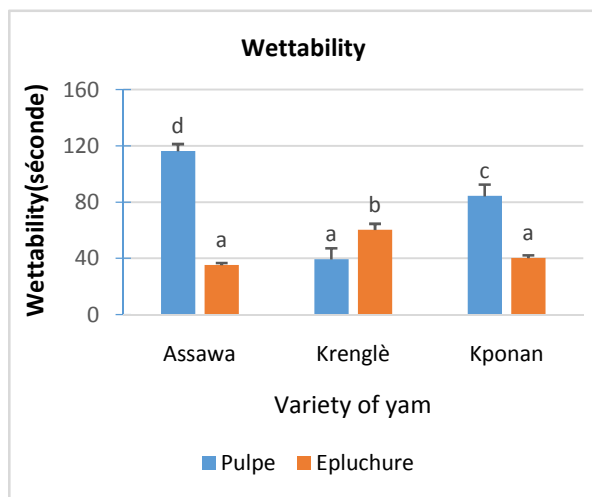 Wettability
Wettability(séconde)
160
120
80
40
0
d
a
a
b
c
a
Assawa
Krenglè
Kponan
Variety of yam
Pulpe
Epluchure